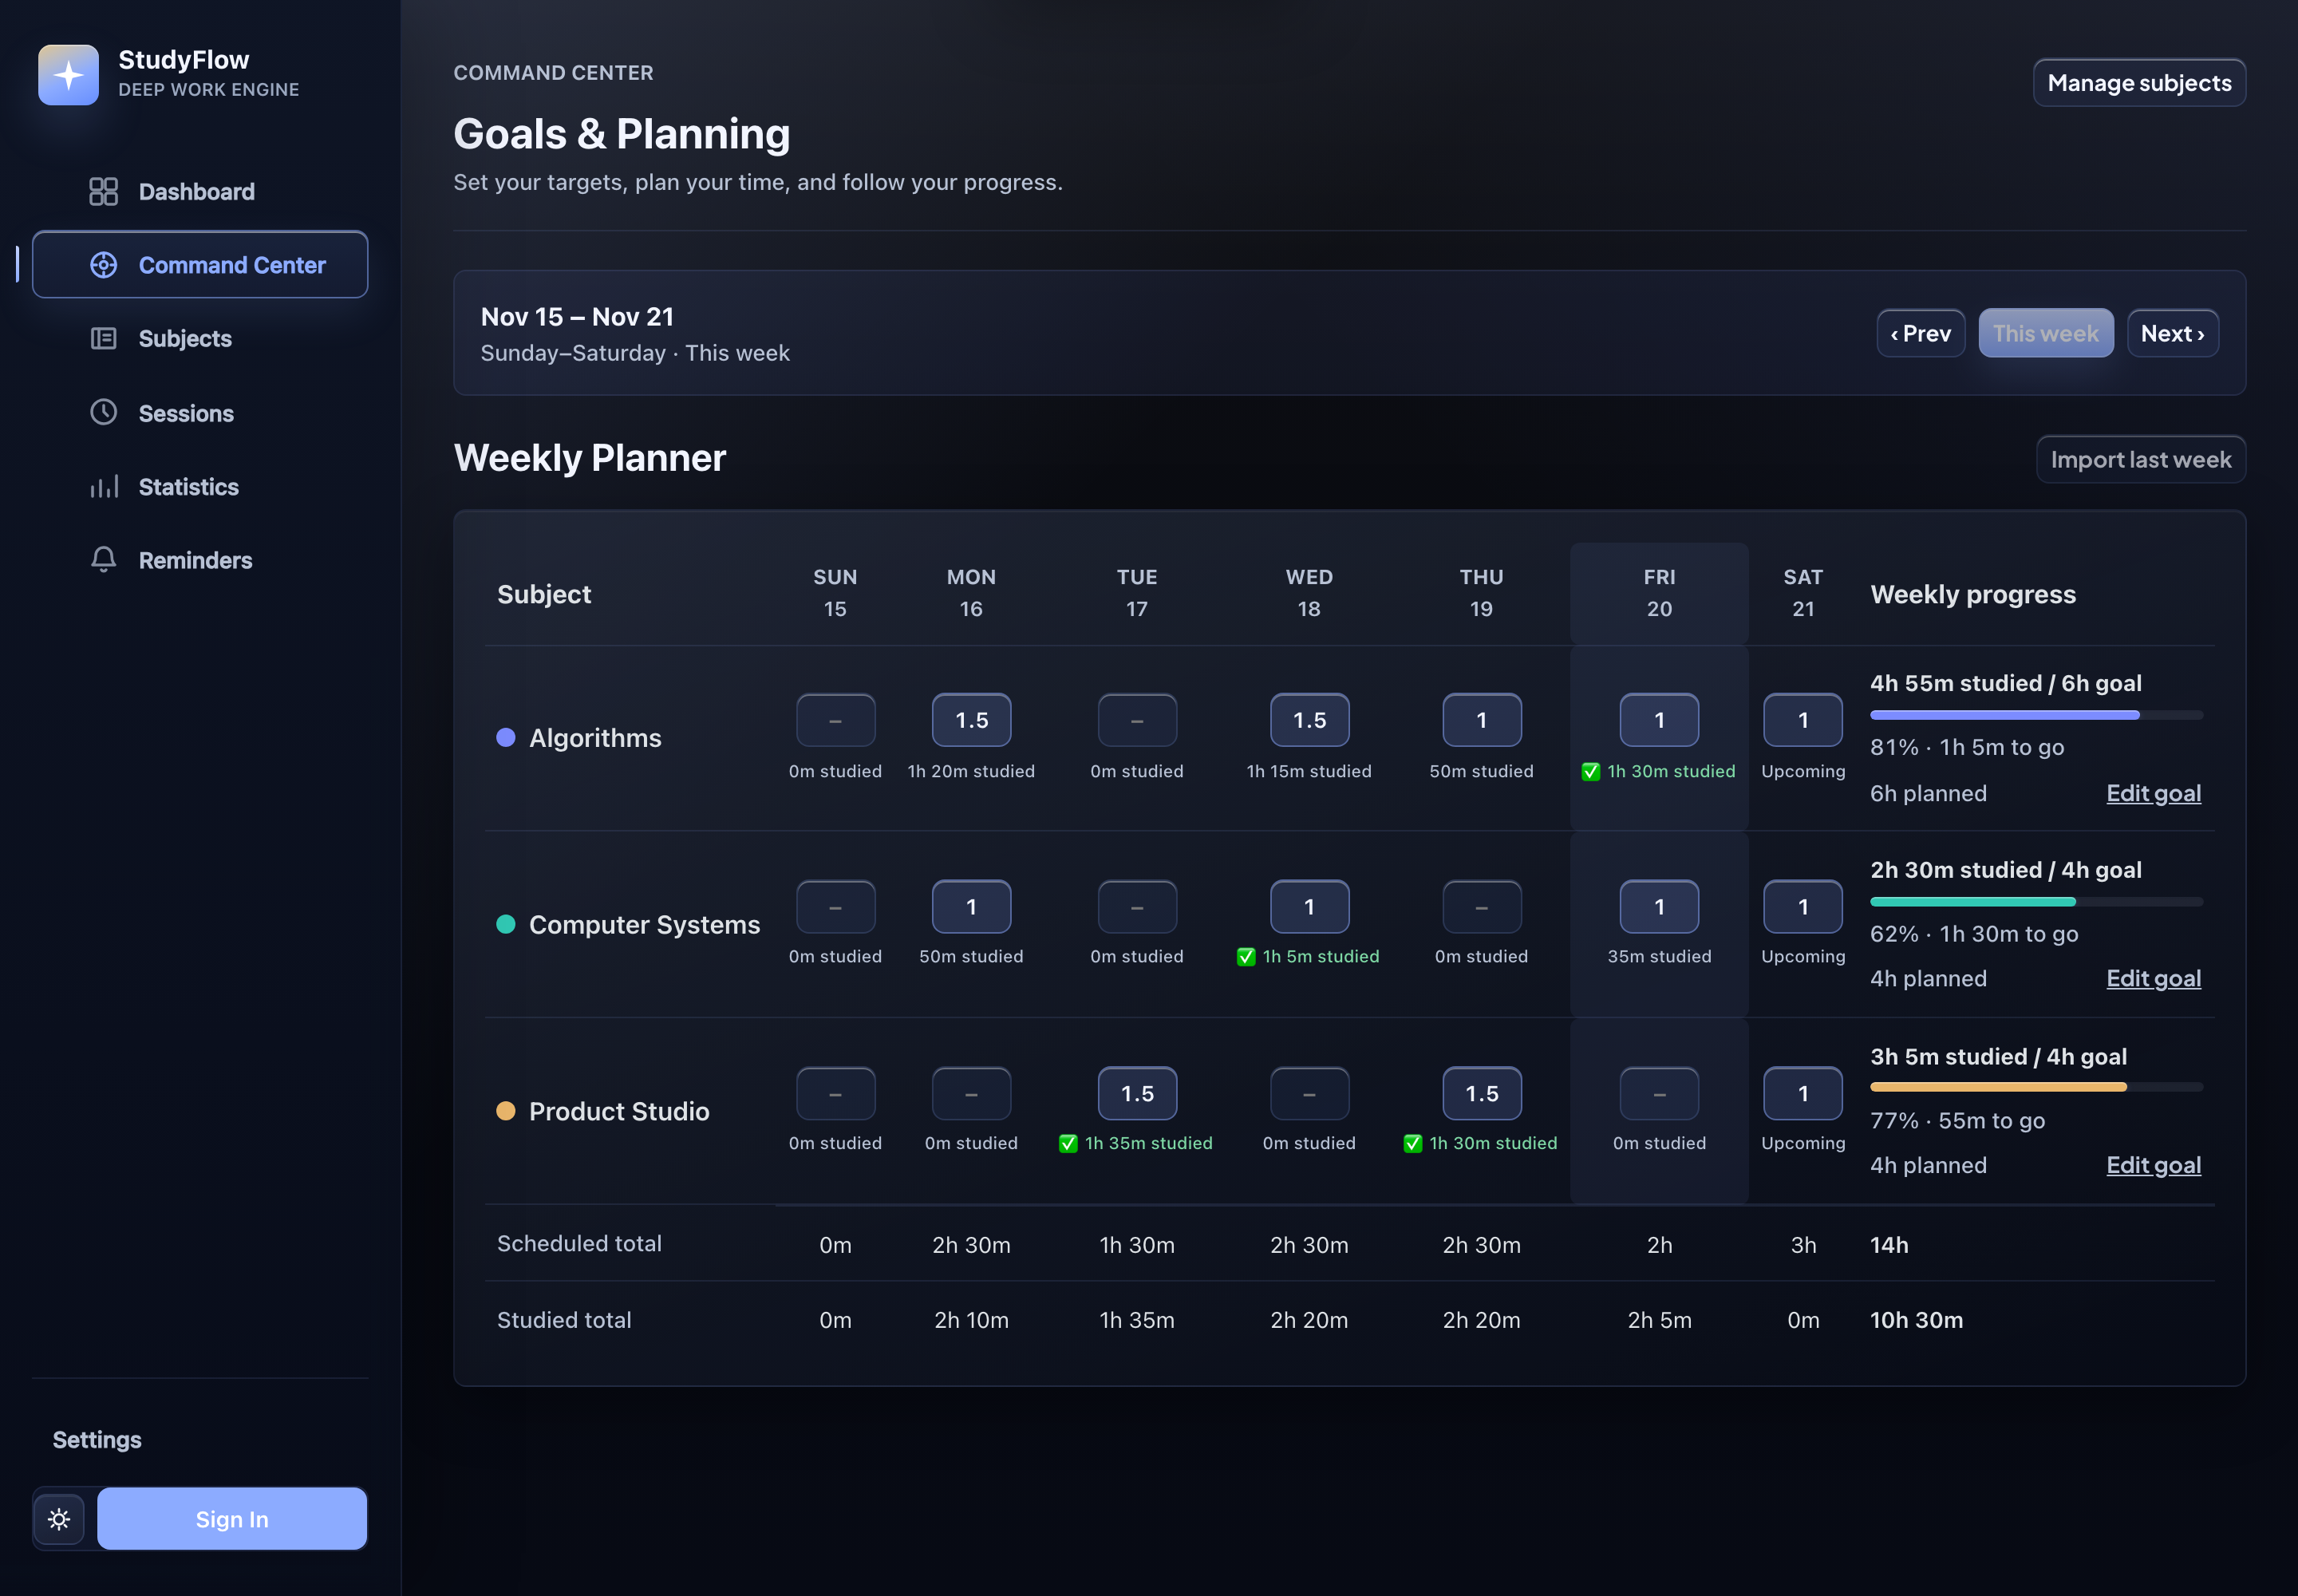 StudyFlow
DEEP WORK ENGINE
Dashboard
Command Center
Subjects
Sessions
Statistics
Reminders
Settings
Sign In
COMMAND CENTER
Manage subjects
Goals & Planning
Set your targets, plan your time, and follow your progress.
Nov 15 – Nov 21
Sunday–Saturday · This week
‹ Prev This week Next ›
Weekly Planner
Import last week
Subject SUN 15 MON 16 TUE 17 WED 18 THU 19 FRI 20 SAT 21 Weekly progress
Algorithms
– 1.5 – 1.5 1 1 1
0m studied 1h 20m studied 0m studied 1h 15m studied 50m studied ✅ 1h 30m studied Upcoming
4h 55m studied / 6h goal
81% · 1h 5m to go
6h planned Edit goal
Computer Systems
– 1 – 1 – 1 1
0m studied 50m studied 0m studied ✅ 1h 5m studied 0m studied 35m studied Upcoming
2h 30m studied / 4h goal
62% · 1h 30m to go
4h planned Edit goal
Product Studio
– – 1.5 – 1.5 – 1
0m studied 0m studied ✅ 1h 35m studied 0m studied ✅ 1h 30m studied 0m studied Upcoming
3h 5m studied / 4h goal
77% · 55m to go
4h planned Edit goal
Scheduled total 0m 2h 30m 1h 30m 2h 30m 2h 30m 2h 3h 14h
Studied total 0m 2h 10m 1h 35m 2h 20m 2h 20m 2h 5m 0m 10h 30m